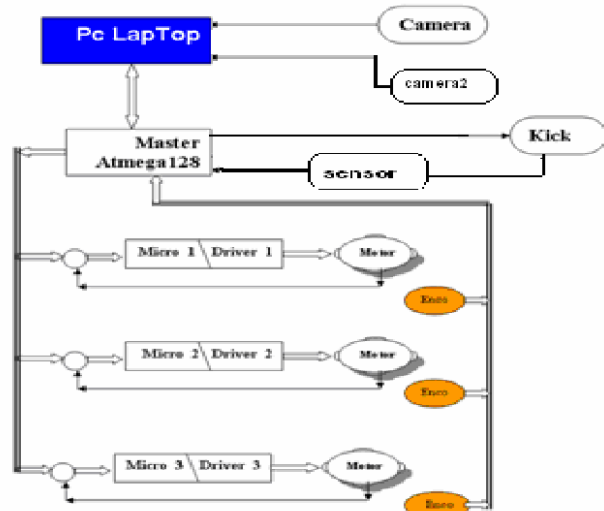 Pc LapTop
Camera
camera2
Master
Atmega128
Kick
sensor
Micro 1 \ Driver 1
Motor
Enco
Micro 2 \ Driver 2
Motor
Enco
Micro 3 / Driver 3
Motor
Enco